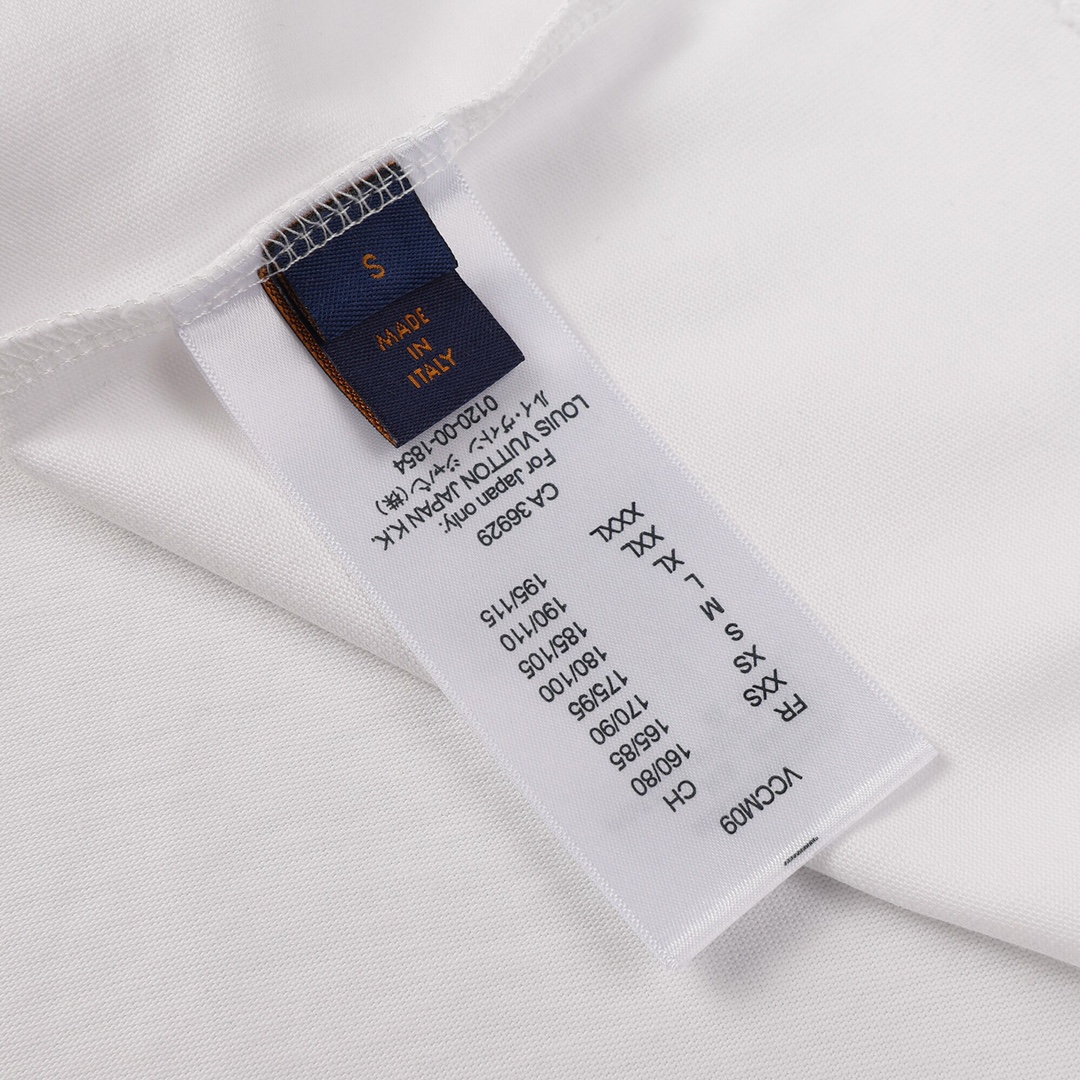 S
MADE
IN
ITALY
VCCM09
FR CH
XXS 160/80
XS 165/85
S 170/90
M 175/95
L 180/100
XL 185/105
XXL 190/110
XXXL 195/115
CA 36929
For Japan only:
LOUIS VUITTON JAPAN K.K.
ルイ・ヴィトン ジャパン(株)
0120-00-1854